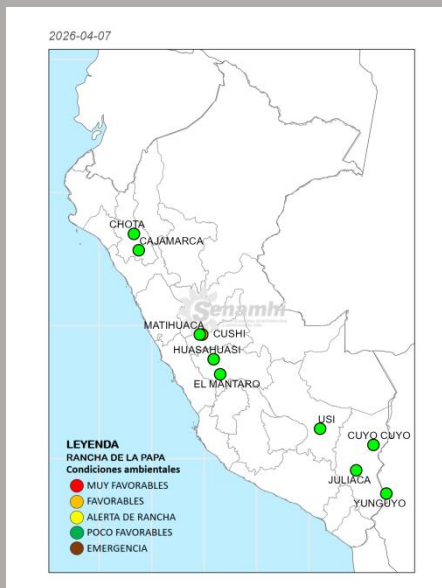 2026-04-07
CHOTA
CAJAMARCA
Senamhi
MATIHUACA
CUSHI
HUASAHUASI
EL MANTARO
USI
CUYO CUYO
JULIACA
YUNGUYO
LEYENDA
RANCHA DE LA PAPA
Condiciones ambientales
MUY FAVORABLES
FAVORABLES
ALERTA DE RANCHA
POCO FAVORABLES
EMERGENCIA